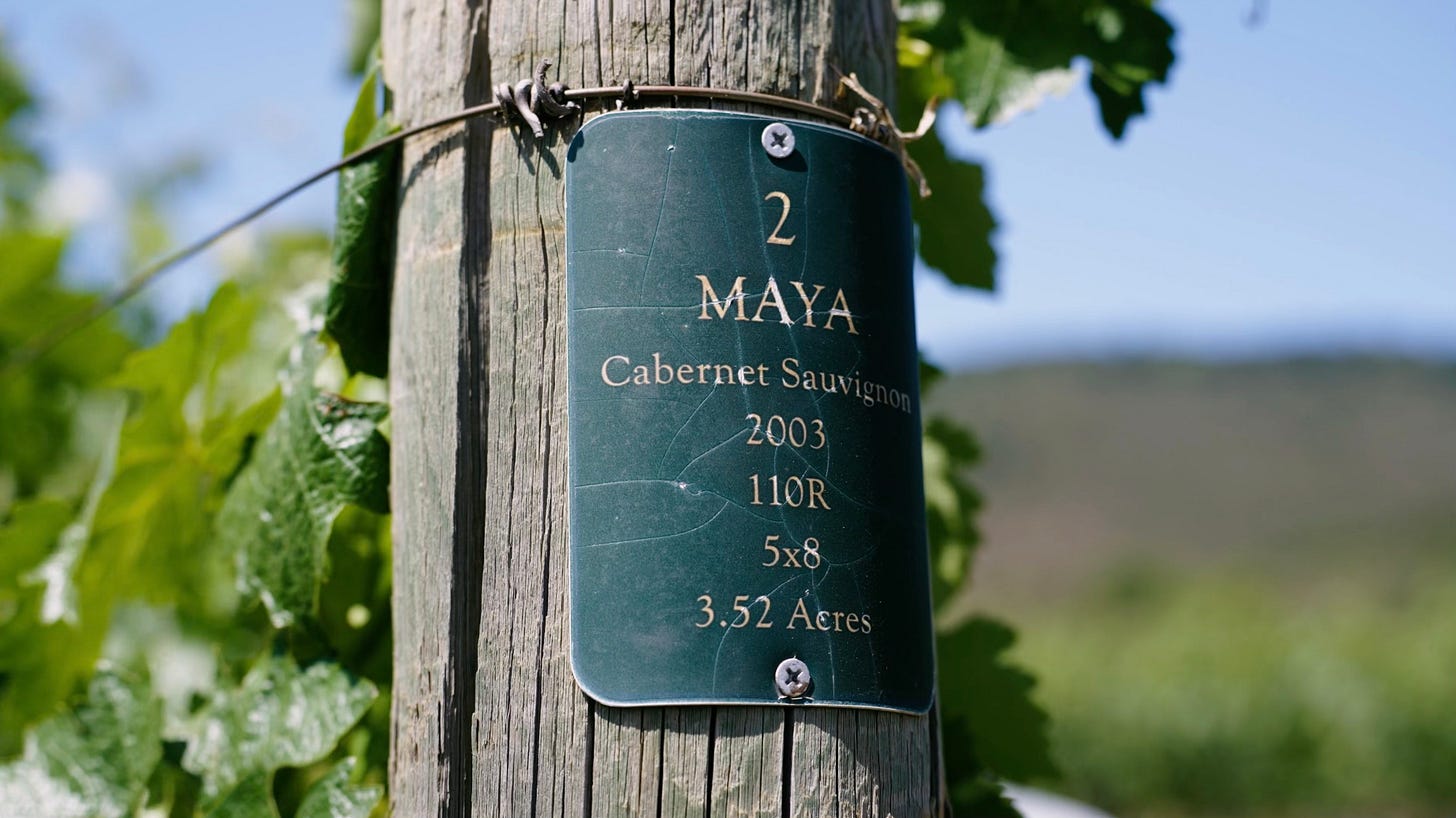 2
MAYA
Cabernet Sauvignon
2003
110R
5x8
3.52 Acres